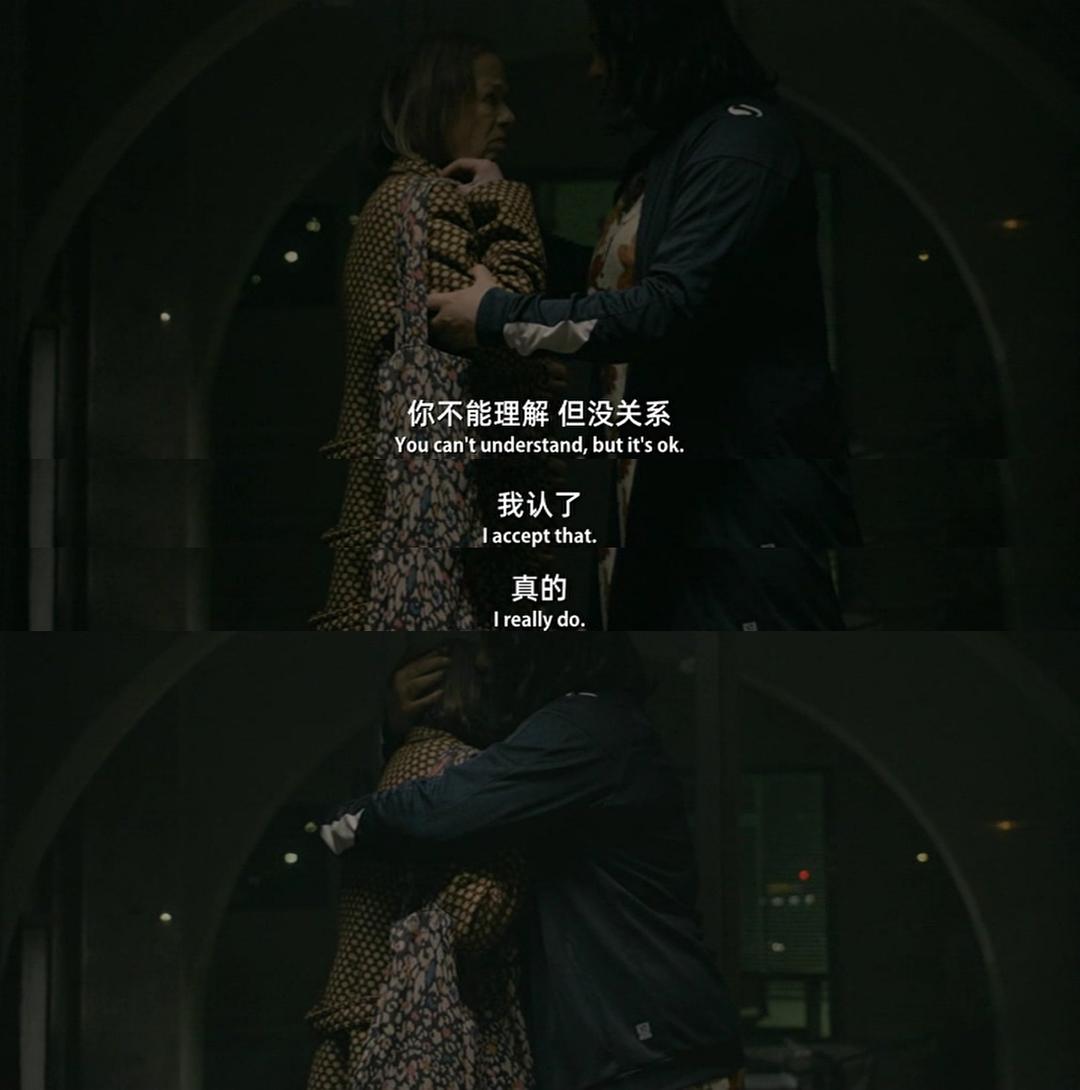 你不能理解 但没关系
You can't understand, but it's ok.
我认了
I accept that.
真的
I really do.